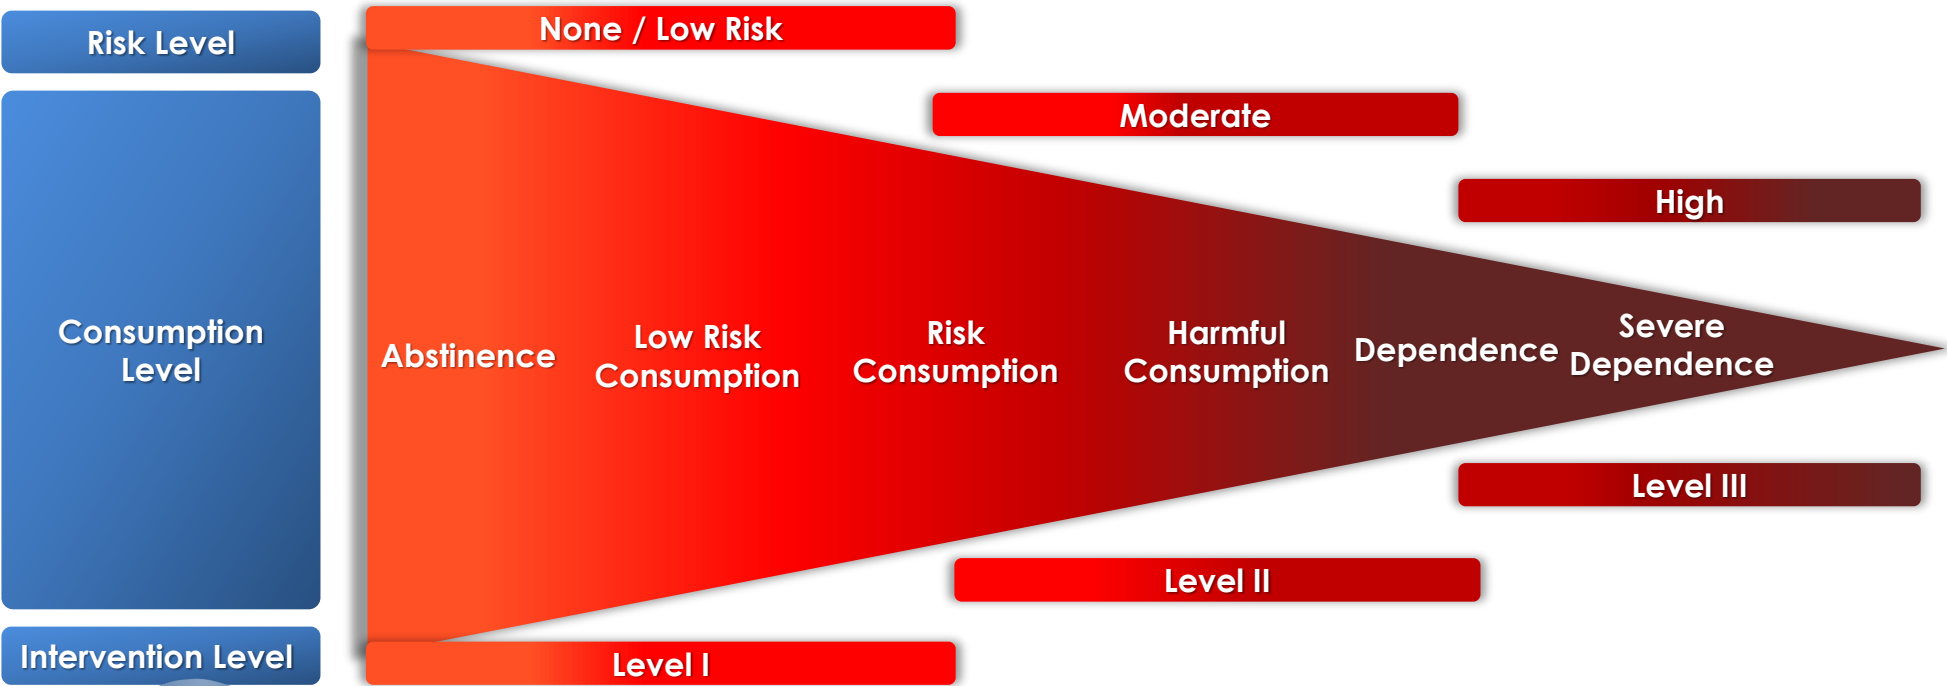 Risk Level
None / Low Risk
Moderate
High
Consumption
Level
Abstinence
Low Risk
Consumption
Risk
Consumption
Harmful
Consumption
Dependence
Severe
Dependence
Level III
Level II
Intervention Level
Level I